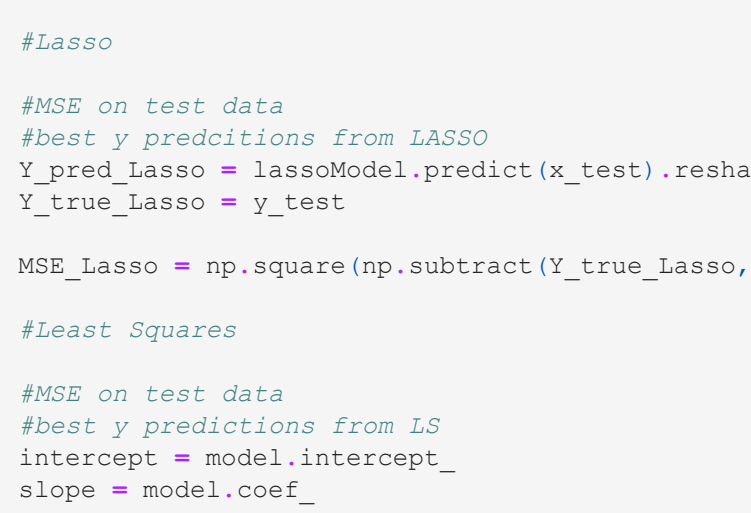 #Lasso
#MSE on test data
#best y predcitions from LASSO
Y_pred_Lasso = lassoModel.predict(x_test).resha
Y_true_Lasso = y_test
MSE_Lasso = np.square(np.subtract(Y_true_Lasso,
#Least Squares
#MSE on test data
#best y predictions from LS
intercept = model.intercept_
slope = model.coef_